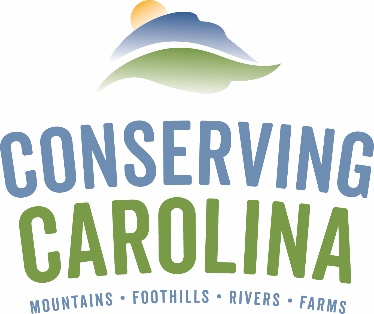 CONSERVING
CAROLINA
MOUNTAINS • FOOTHILLS • RIVERS • FARMS